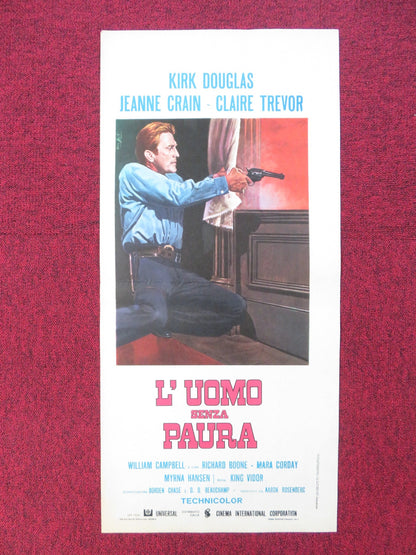 KIRK DOUGLAS
JEANNE CRAIN - CLAIRE TREVOR
L'UOMO
SENZA
PAURA
WILLIAM CAMPBELL RICHARD BOONE - MARA CORDAY
MYRNA HANSEN KING VIDOR
BORDEN CHASE D. D. BEAUCHAMP AARON ROSENBERG
TECHNICOLOR
UNIVERSAL CINEMA INTERNATIONAL CORPORATION